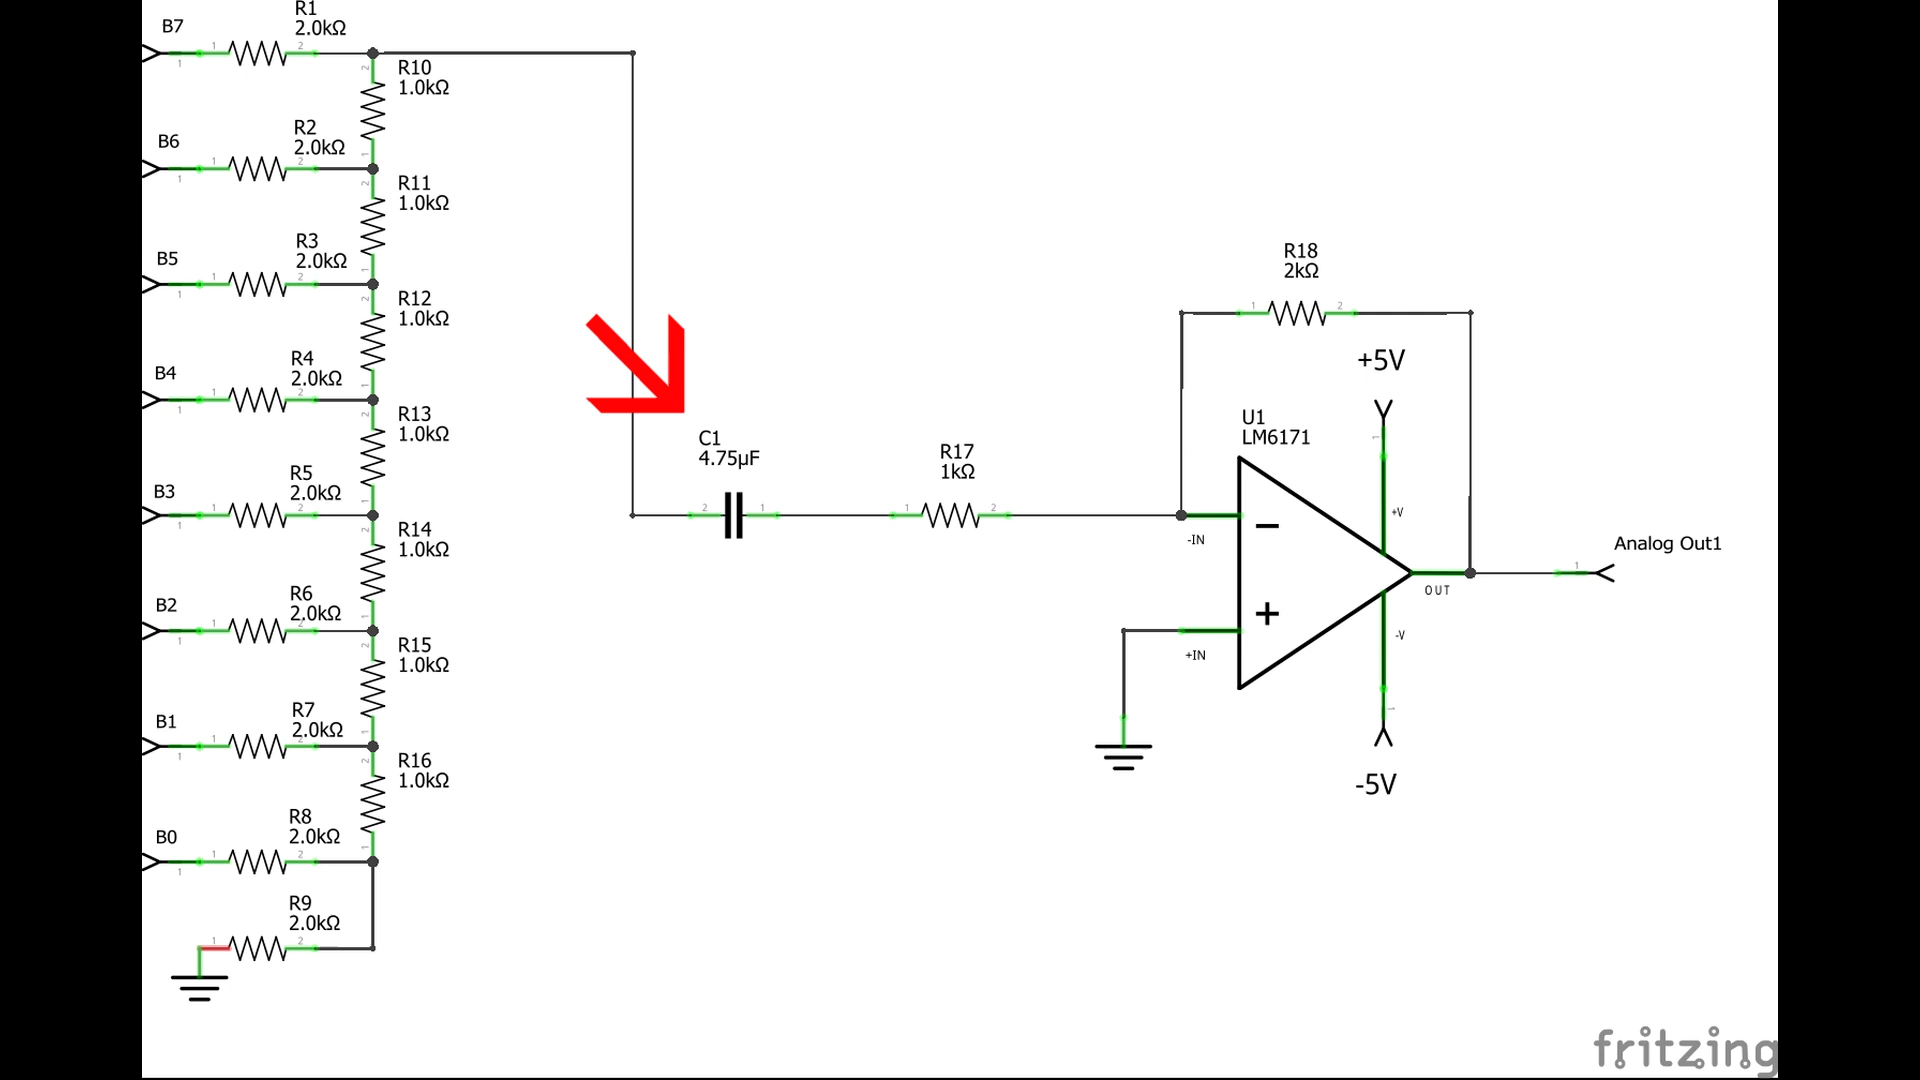 B7
R1
2.0kΩ
R10
1.0kΩ
B6
R2
2.0kΩ
R11
1.0kΩ
B5
R3
2.0kΩ
R12
1.0kΩ
B4
R4
2.0kΩ
R13
1.0kΩ
B3
R5
2.0kΩ
R14
1.0kΩ
B2
R6
2.0kΩ
R15
1.0kΩ
B1
R7
2.0kΩ
R16
1.0kΩ
B0
R8
2.0kΩ
R9
2.0kΩ
C1
4.75µF
R17
1kΩ
R18
2kΩ
+5V
U1
LM6171
+V
-IN
+IN
OUT
-V
-5V
Analog Out1
fritzing